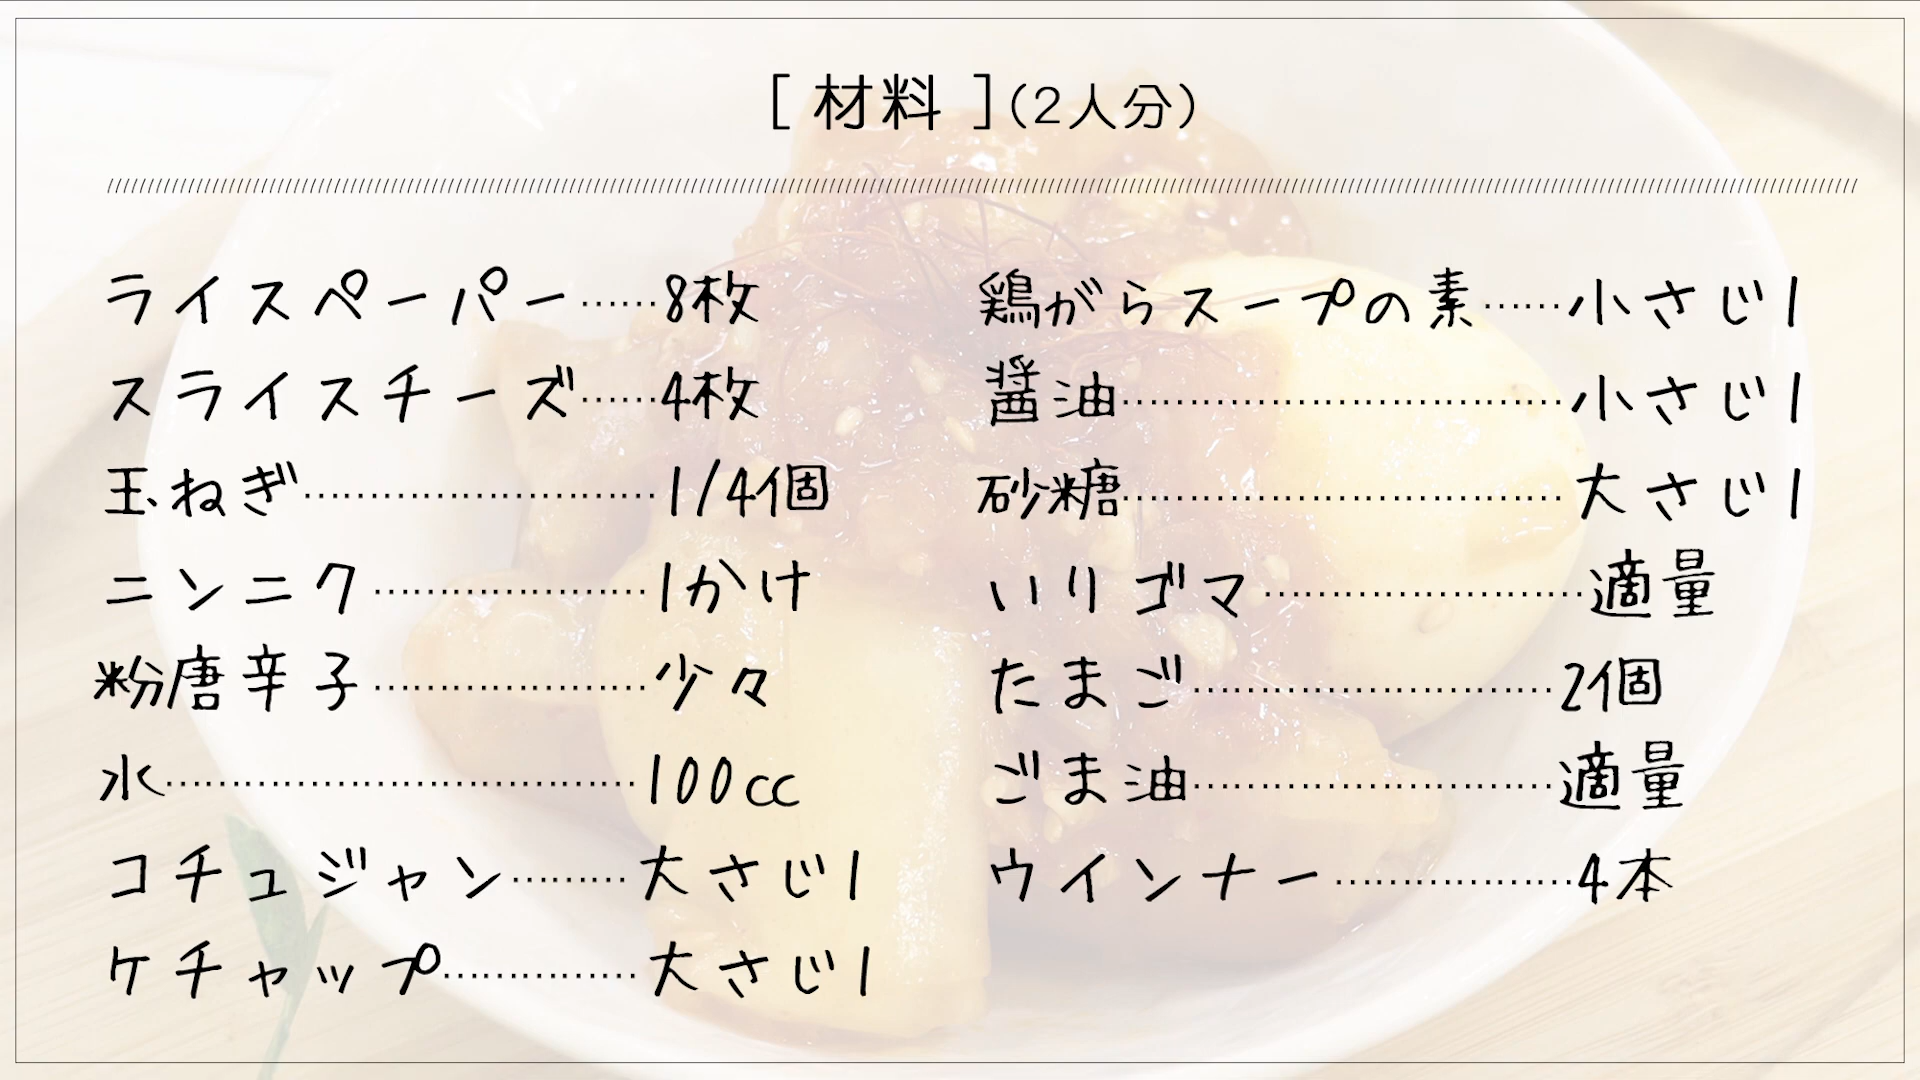 [ 材料 ](2人分)
ライスペーパー……8枚
スライスチーズ……4枚
玉ねぎ…………………………1/4個
ニンニク……………………1かけ
粉唐辛子……………………少々
水……………………………………100cc
コチュジャン………大さじ1
ケチャップ……………大さじ1
鶏がらスープの素……小さじ1
醤油…………………………………小さじ1
砂糖…………………………………大さじ1
いりゴマ………………………適量
たまご…………………………2個
ごま油…………………………適量
ウインナー…………………4本